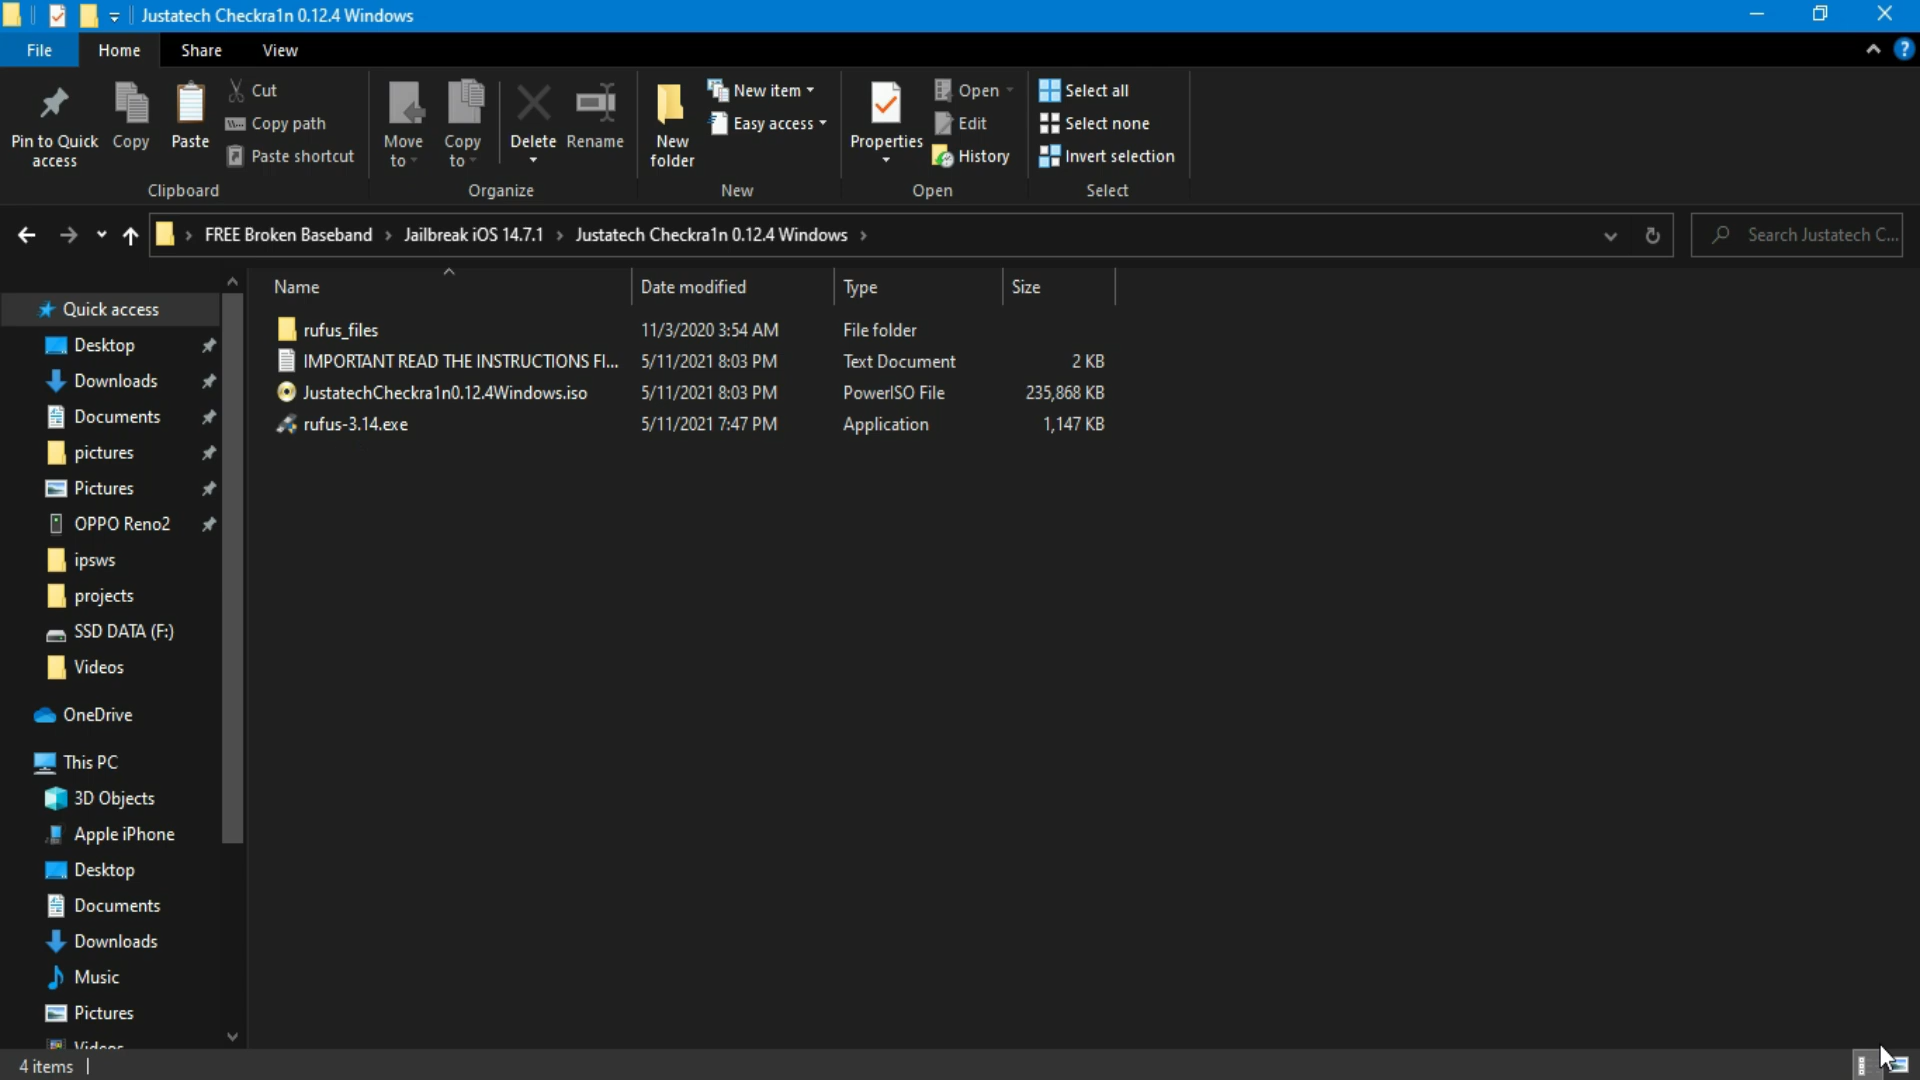 Justatech Checkra1n 0.12.4 Windows
File Home Share View
Pin to Quick access
Copy
Paste
Cut
Copy path
Paste shortcut
Clipboard
Move to
Copy to
Delete
Rename
Organize
New folder
New item
Easy access
New
Properties
Open
Edit
History
Open
Select all
Select none
Invert selection
Select
FREE Broken Baseband › Jailbreak iOS 14.7.1 › Justatech Checkra1n 0.12.4 Windows ›
Search Justatech C...
Name Date modified Type Size
rufus_files 11/3/2020 3:54 AM File folder
IMPORTANT READ THE INSTRUCTIONS FI... 5/11/2021 8:03 PM Text Document 2 KB
JustatechCheckra1n0.12.4Windows.iso 5/11/2021 8:03 PM PowerISO File 235,868 KB
rufus-3.14.exe 5/11/2021 7:47 PM Application 1,147 KB
Quick access
Desktop
Downloads
Documents
pictures
Pictures
OPPO Reno2
ipsws
projects
SSD DATA (F:)
Videos
OneDrive
This PC
3D Objects
Apple iPhone
Desktop
Documents
Downloads
Music
Pictures
Videos
4 items